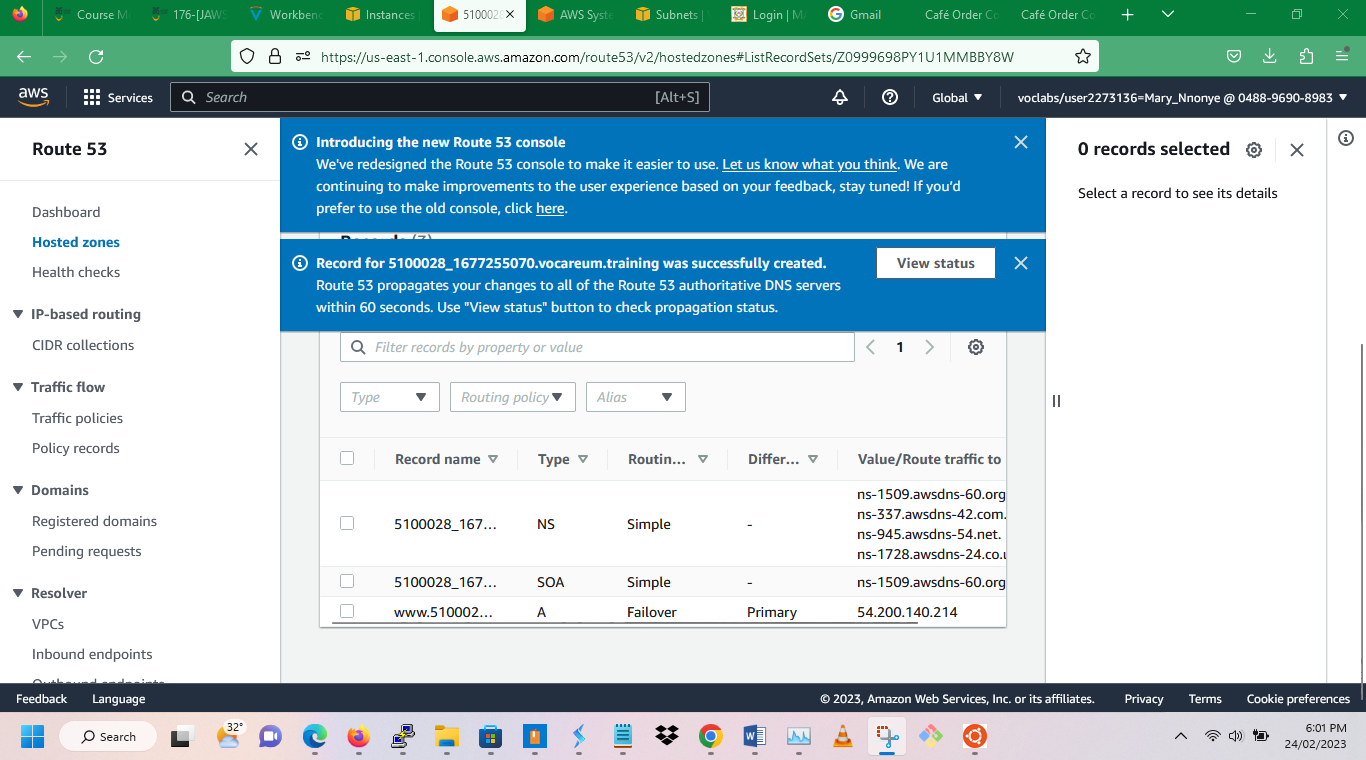 Course M
176-[JAWS
Workbenc
Instances
5100028
AWS Syste
Subnets |
Login | M
Gmail
Café Order Co
Café Order Co
https://us-east-1.console.aws.amazon.com/route53/v2/hostedzones#ListRecordSets/Z0999698PY1U1MMBBY8W
aws
Services
Search
[Alt+S]
Global
voclabs/user2273136=Mary_Nnonye @ 0488-9690-8983
Route 53
Dashboard
Hosted zones
Health checks
IP-based routing
CIDR collections
Traffic flow
Traffic policies
Policy records
Domains
Registered domains
Pending requests
Resolver
VPCs
Inbound endpoints
Outbound endpoints
Introducing the new Route 53 console
We've redesigned the Route 53 console to make it easier to use. Let us know what you think. We are
continuing to make improvements to the user experience based on your feedback, stay tuned! If you'd
prefer to use the old console, click here.
Records (3)
Record for 5100028_1677255070.vocareum.training was successfully created.
Route 53 propagates your changes to all of the Route 53 authoritative DNS servers
within 60 seconds. Use "View status" button to check propagation status.
View status
Filter records by property or value
1
Type
Routing policy
Alias
Record name
Type
Routin...
Differ...
Value/Route traffic to
5100028_167...
NS
Simple
-
ns-1509.awsdns-60.org
ns-337.awsdns-42.com.
ns-945.awsdns-54.net.
ns-1728.awsdns-24.co.u
5100028_167...
SOA
Simple
-
ns-1509.awsdns-60.org
www.510002...
A
Failover
Primary
54.200.140.214
0 records selected
Select a record to see its details
Feedback
Language
© 2023, Amazon Web Services, Inc. or its affiliates.
Privacy
Terms
Cookie preferences
Search
32°
6:01 PM
24/02/2023